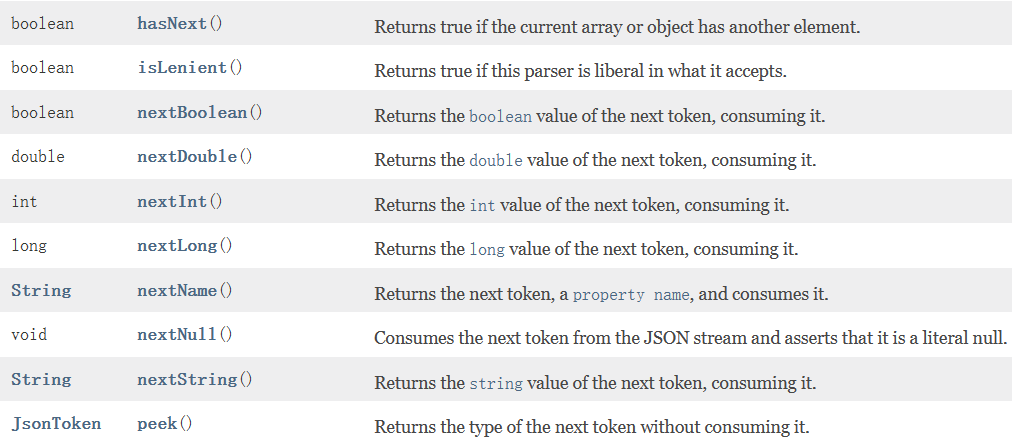 boolean hasNext() Returns true if the current array or object has another element.
boolean isLenient() Returns true if this parser is liberal in what it accepts.
boolean nextBoolean() Returns the boolean value of the next token, consuming it.
double nextDouble() Returns the double value of the next token, consuming it.
int nextInt() Returns the int value of the next token, consuming it.
long nextLong() Returns the long value of the next token, consuming it.
String nextName() Returns the next token, a property name, and consumes it.
void nextNull() Consumes the next token from the JSON stream and asserts that it is a literal null.
String nextString() Returns the string value of the next token, consuming it.
JsonToken peek() Returns the type of the next token without consuming it.